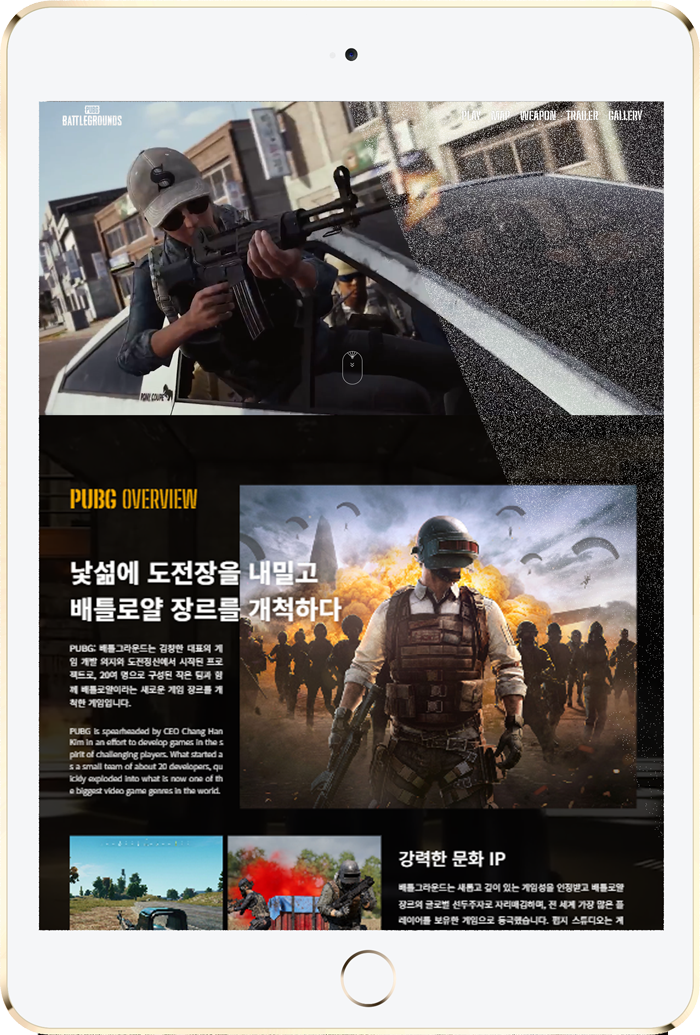 PUBG
BATTLEGROUNDS
PLAY MAP WEAPON TRAILER GALLERY
PONY COUPE
PUBG OVERVIEW
낯섦에 도전장을 내밀고
배틀로얄 장르를 개척하다
PUBG: 배틀그라운드는 김창한 대표의 게
임 개발 의지와 도전정신에서 시작된 프로
젝트로, 20여 명으로 구성된 작은 팀과 함
께 배틀로얄이라는 새로운 게임 장르를 개
척한 게임입니다.
PUBG is spearheaded by CEO Chang Han
Kim in an effort to develop games in the s
pirit of challenging players. What started a
s a small team of about 20 developers, qu
ickly exploded into what is now one of th
e biggest video game genres in the world.
강력한 문화 IP
배틀그라운드는 새롭고 깊이 있는 게임성을 인정받고 배틀로얄
장르의 글로벌 선두주자로 자리매김하며, 전 세계 가장 많은 플
레이어를 보유한 게임으로 등극했습니다. 펍지 스튜디오는 게